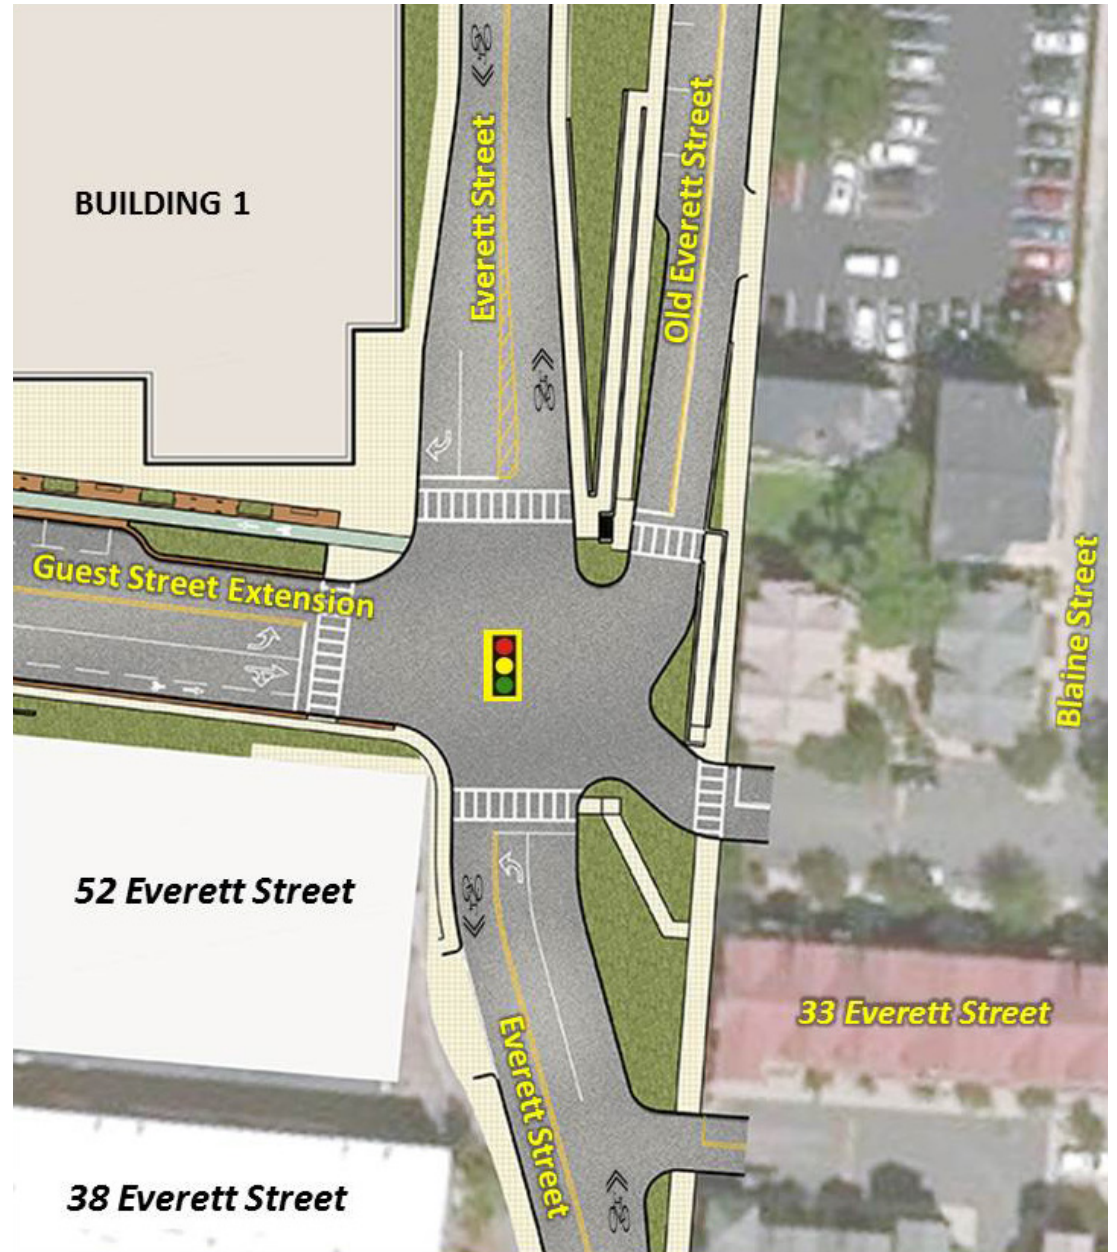 Everett Street
Old Everett Street
BUILDING 1
Guest Street Extension
Blaine Street
52 Everett Street
33 Everett Street
Everett Street
38 Everett Street